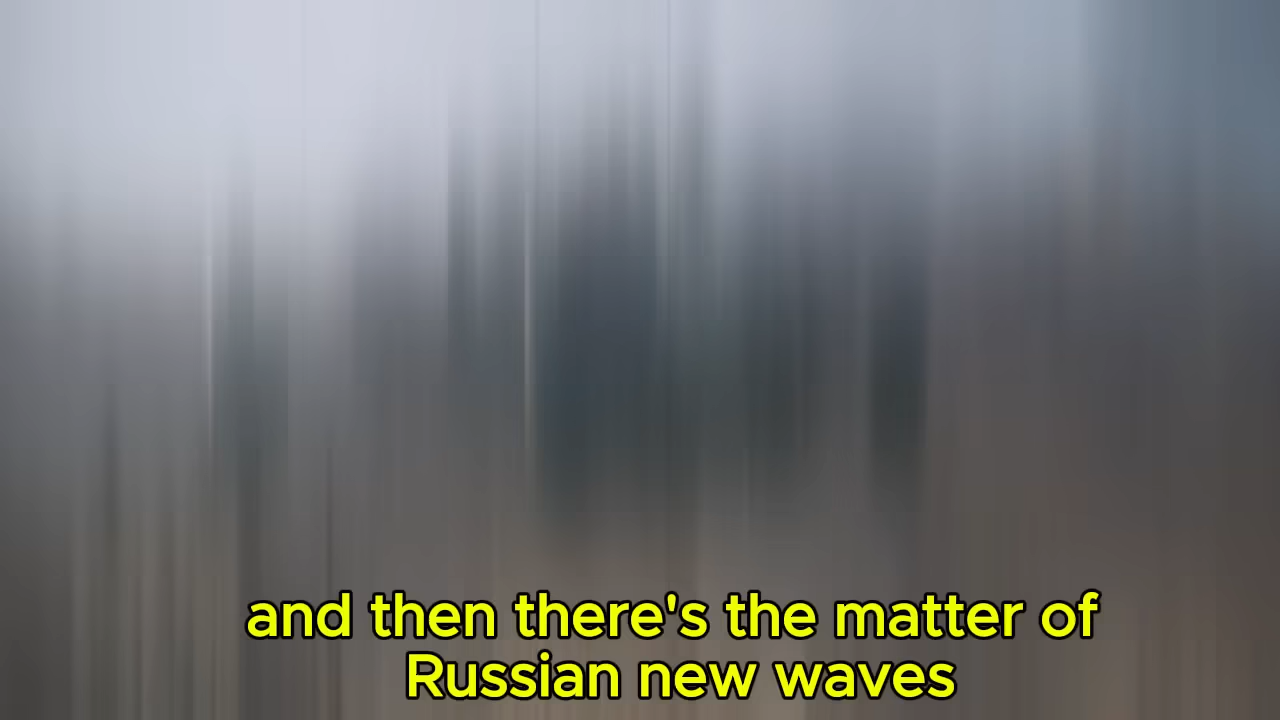 and then there's the matter of
Russian new waves